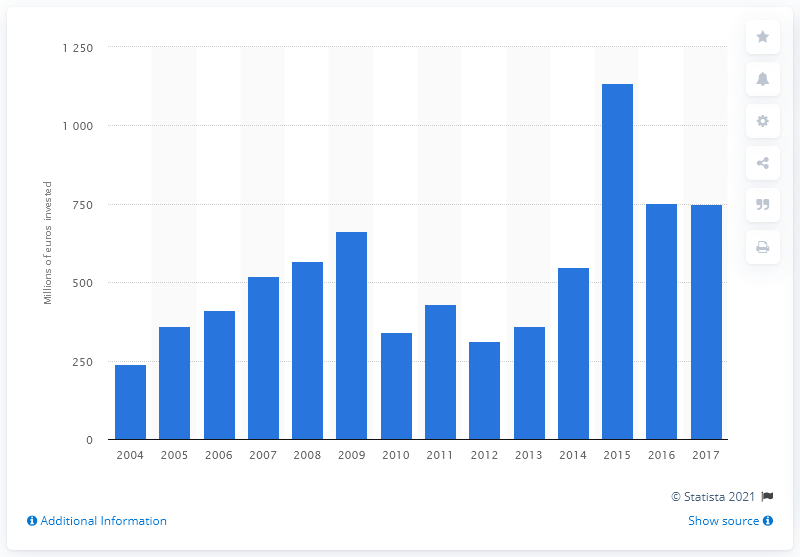 1 250
1 000
750
500
250
0
Millions of euros invested
2004 2005 2006 2007 2008 2009 2010 2011 2012 2013 2014 2015 2016 2017
© Statista 2021
Additional Information
Show source